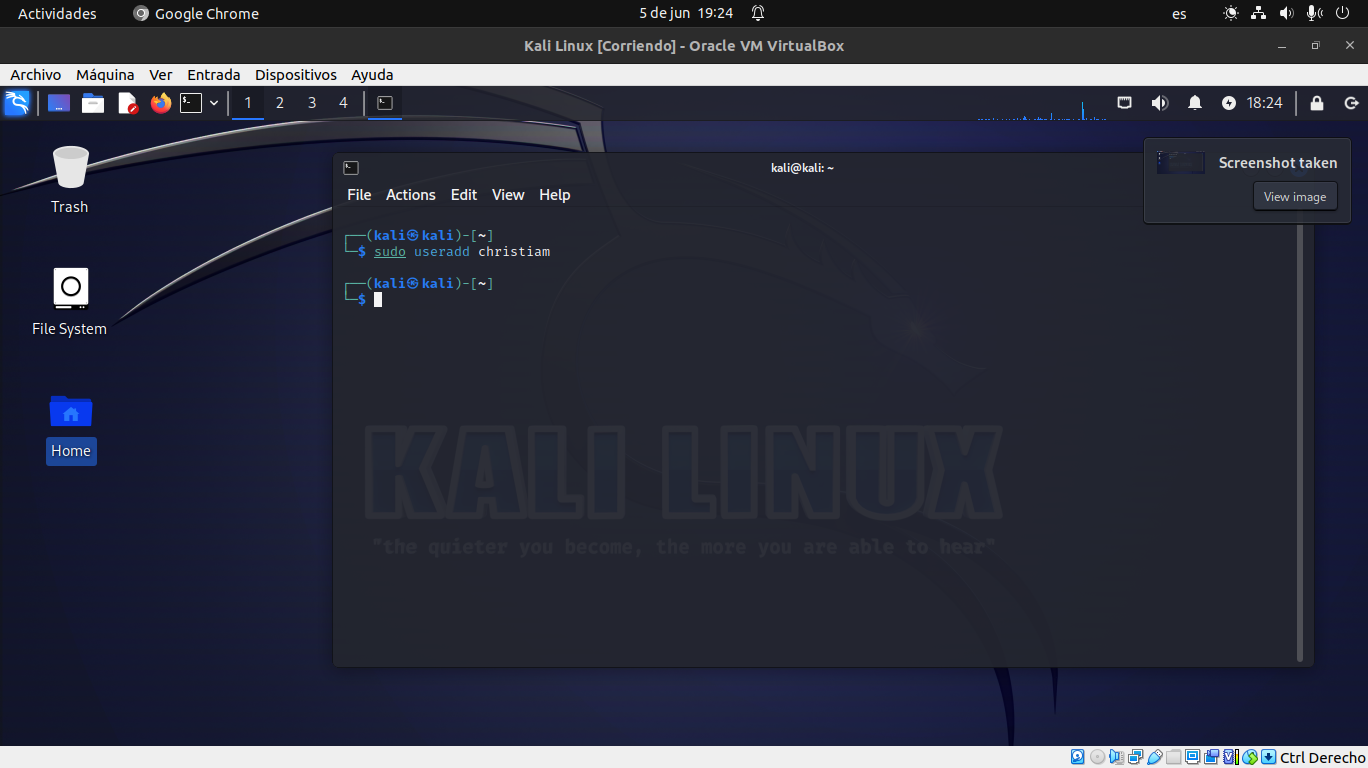 Actividades Google Chrome 5 de jun 19:24 es
Kali Linux [Corriendo] - Oracle VM VirtualBox
Archivo Máquina Ver Entrada Dispositivos Ayuda
1 2 3 4 18:24
Trash
File System
Home
kali@kali: ~
File Actions Edit View Help
┌──(kali㉿kali)-[~]
└─$ sudo useradd christiam
┌──(kali㉿kali)-[~]
└─$
Screenshot taken
View image
KALI LINUX
"the quieter you become, the more you are able to hear"
Ctrl Derecho